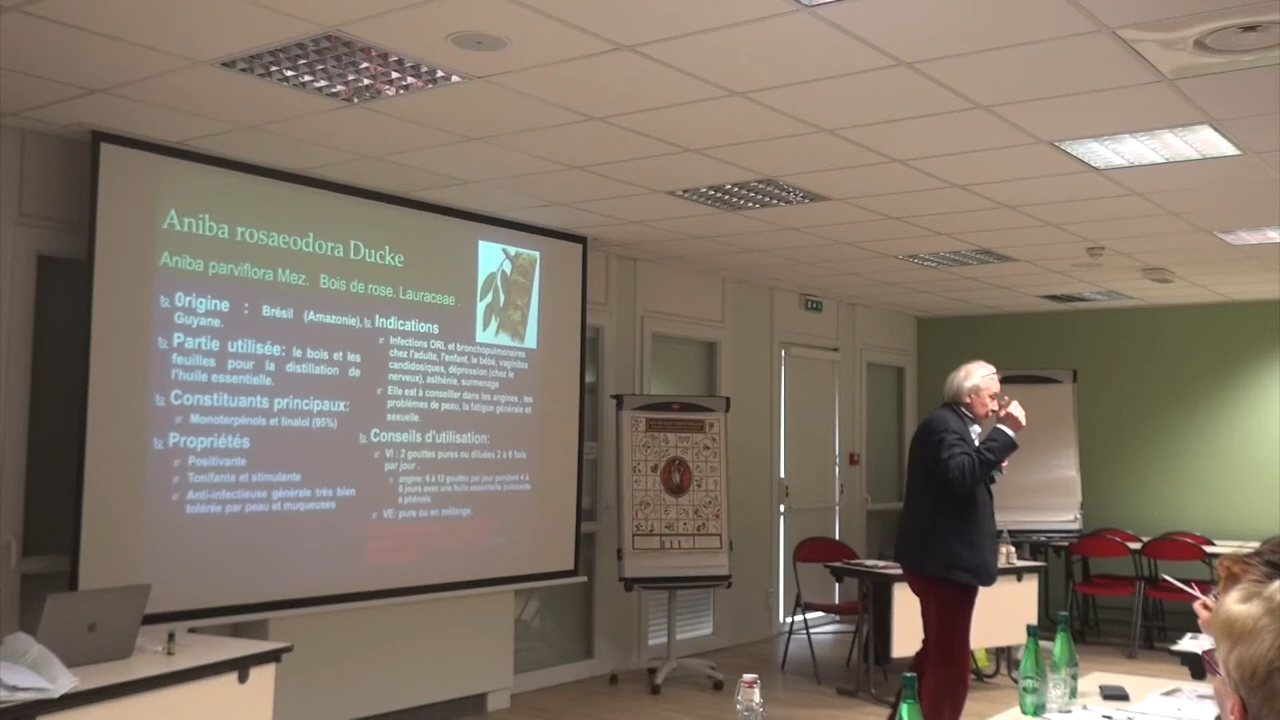 Aniba rosaeodora Ducke
Aniba parviflora Mez. Bois de rose. Lauraceae .
Origine : Brésil (Amazonie),
Guyane.
Partie utilisée: le bois et les
feuilles pour la distillation de
l'huile essentielle.
Constituants principaux:
Monoterpénois et linalol (95%)
Propriétés
Positivante
Tonifante et stimulante
Anti-infectieuse générale très bien
tolérée par peau et muqueuses
Indications
Infections ORL et bronchopulmonaires
chez l'adulte, l'enfant, le bébé, vaginites
candidosiques, dépression (chez le
nerveux), asthénie, surmenage
Elle est à conseiller dans les angines , les
problèmes de peau, la fatigue générale et
sexuelle.
Conseils d'utilisation:
VI : 2 gouttes pures ou diluées 2 à 6 fois
par jour .
angine: 6 à 12 gouttes par jour pendant 4 à
6 jours avec une huile essentielle puissante
à phénols.
VE: pure ou en mélange.